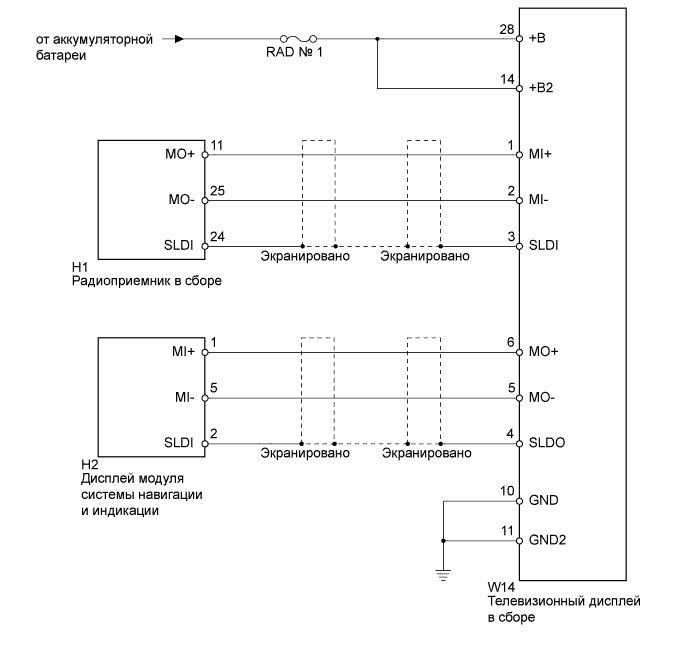 от аккумуляторной
батареи
RAD № 1
28
+B
14
+B2
MO+
11
1
MI+
MO-
25
2
MI-
SLDI
24
3
SLDI
Экранировано
Экранировано
H1
Радиоприемник в сборе
MI+
1
6
MO+
MI-
5
5
MO-
SLDI
2
4
SLDO
Экранировано
Экранировано
H2
Дисплей модуля
системы навигации
и индикации
10
GND
11
GND2
W14
Телевизионный дисплей
в сборе